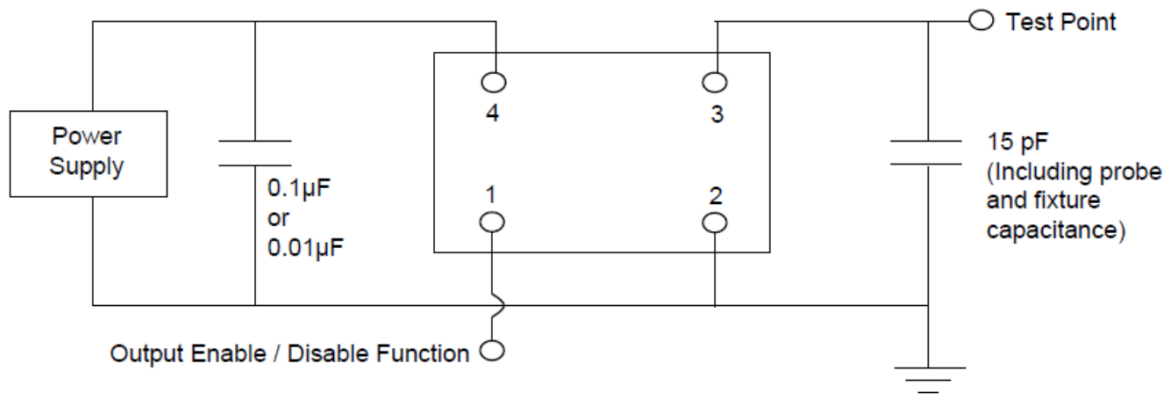 Test Point
4
3
Power
Supply
15 pF
(Including probe
and fixture
capacitance)
0.1µF
or
0.01µF
1
2
Output Enable / Disable Function